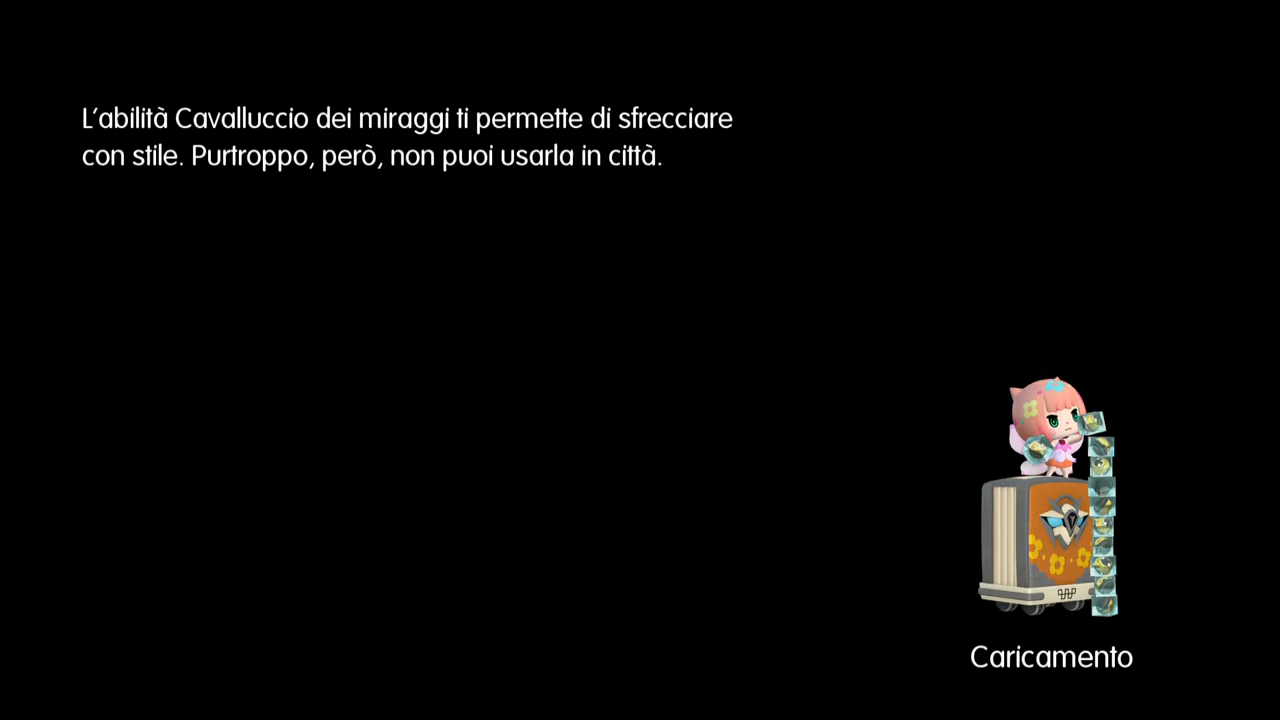 L'abilità Cavalluccio dei miraggi ti permette di sfrecciare
con stile. Purtroppo, però, non puoi usarla in città.
Caricamento